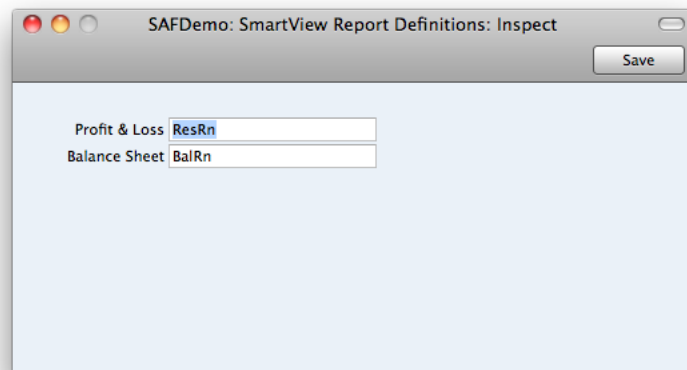 SAFDemo: SmartView Report Definitions: Inspect
Save
Profit & Loss ResRn
Balance Sheet BalRn